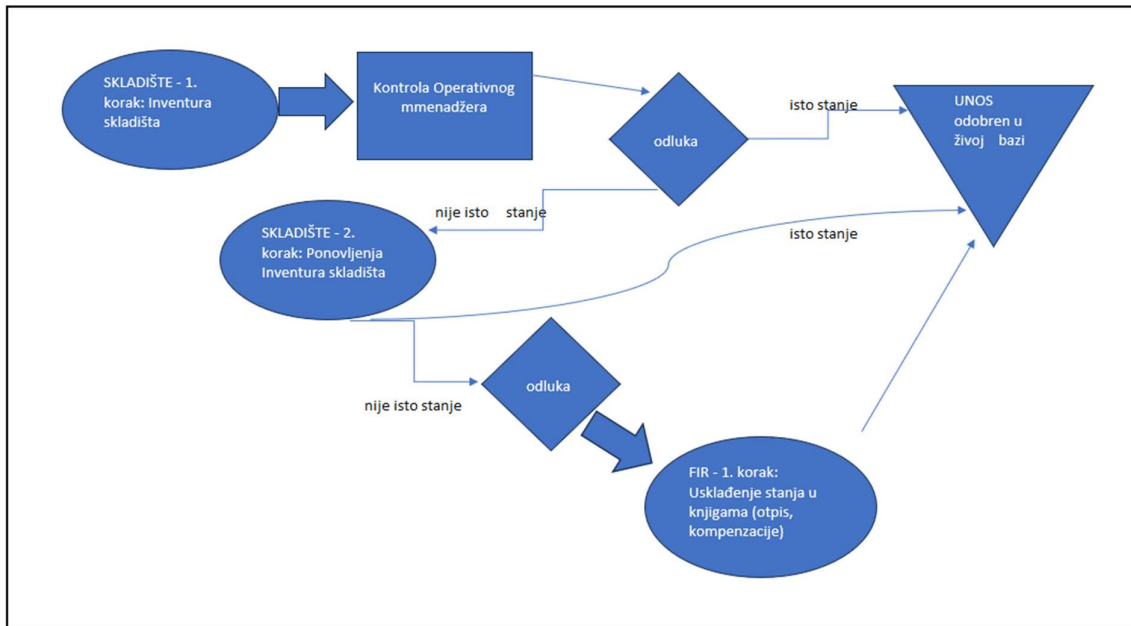 SKLADIŠTE - 1.
korak: Inventura
skladišta
Kontrola Operativnog
mmenadžera
odluka
isto stanje
UNOS
odobren u
živoj bazi
nije isto stanje
SKLADIŠTE - 2.
korak: Ponovljenja
Inventura skladišta
isto stanje
odluka
nije isto stanje
FIR - 1. korak:
Usklađenje stanja u
knjigama (otpis,
kompenzacije)